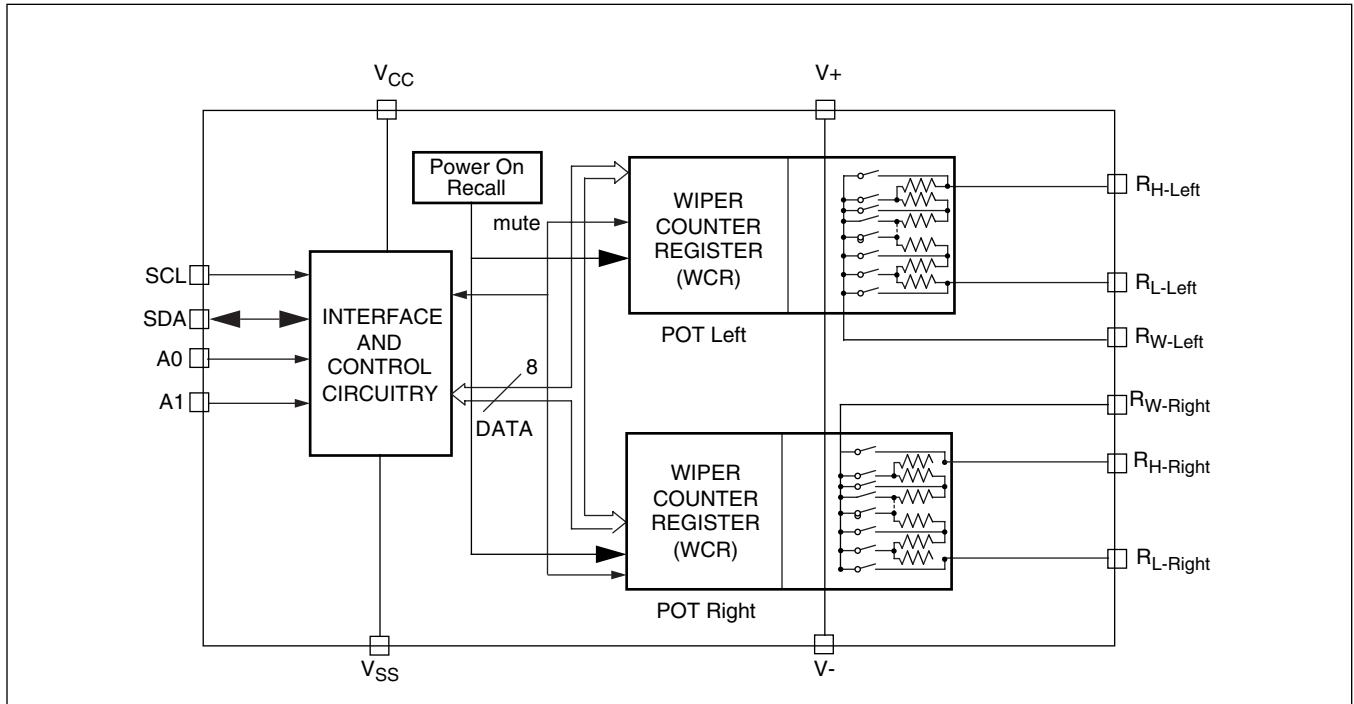 VCC
V+
Power On
Recall
mute
WIPER
COUNTER
REGISTER
(WCR)
POT Left
RH-Left
RL-Left
RW-Left
SCL
SDA
A0
A1
INTERFACE
AND
CONTROL
CIRCUITRY
8
DATA
WIPER
COUNTER
REGISTER
(WCR)
POT Right
RW-Right
RH-Right
RL-Right
VSS
V-